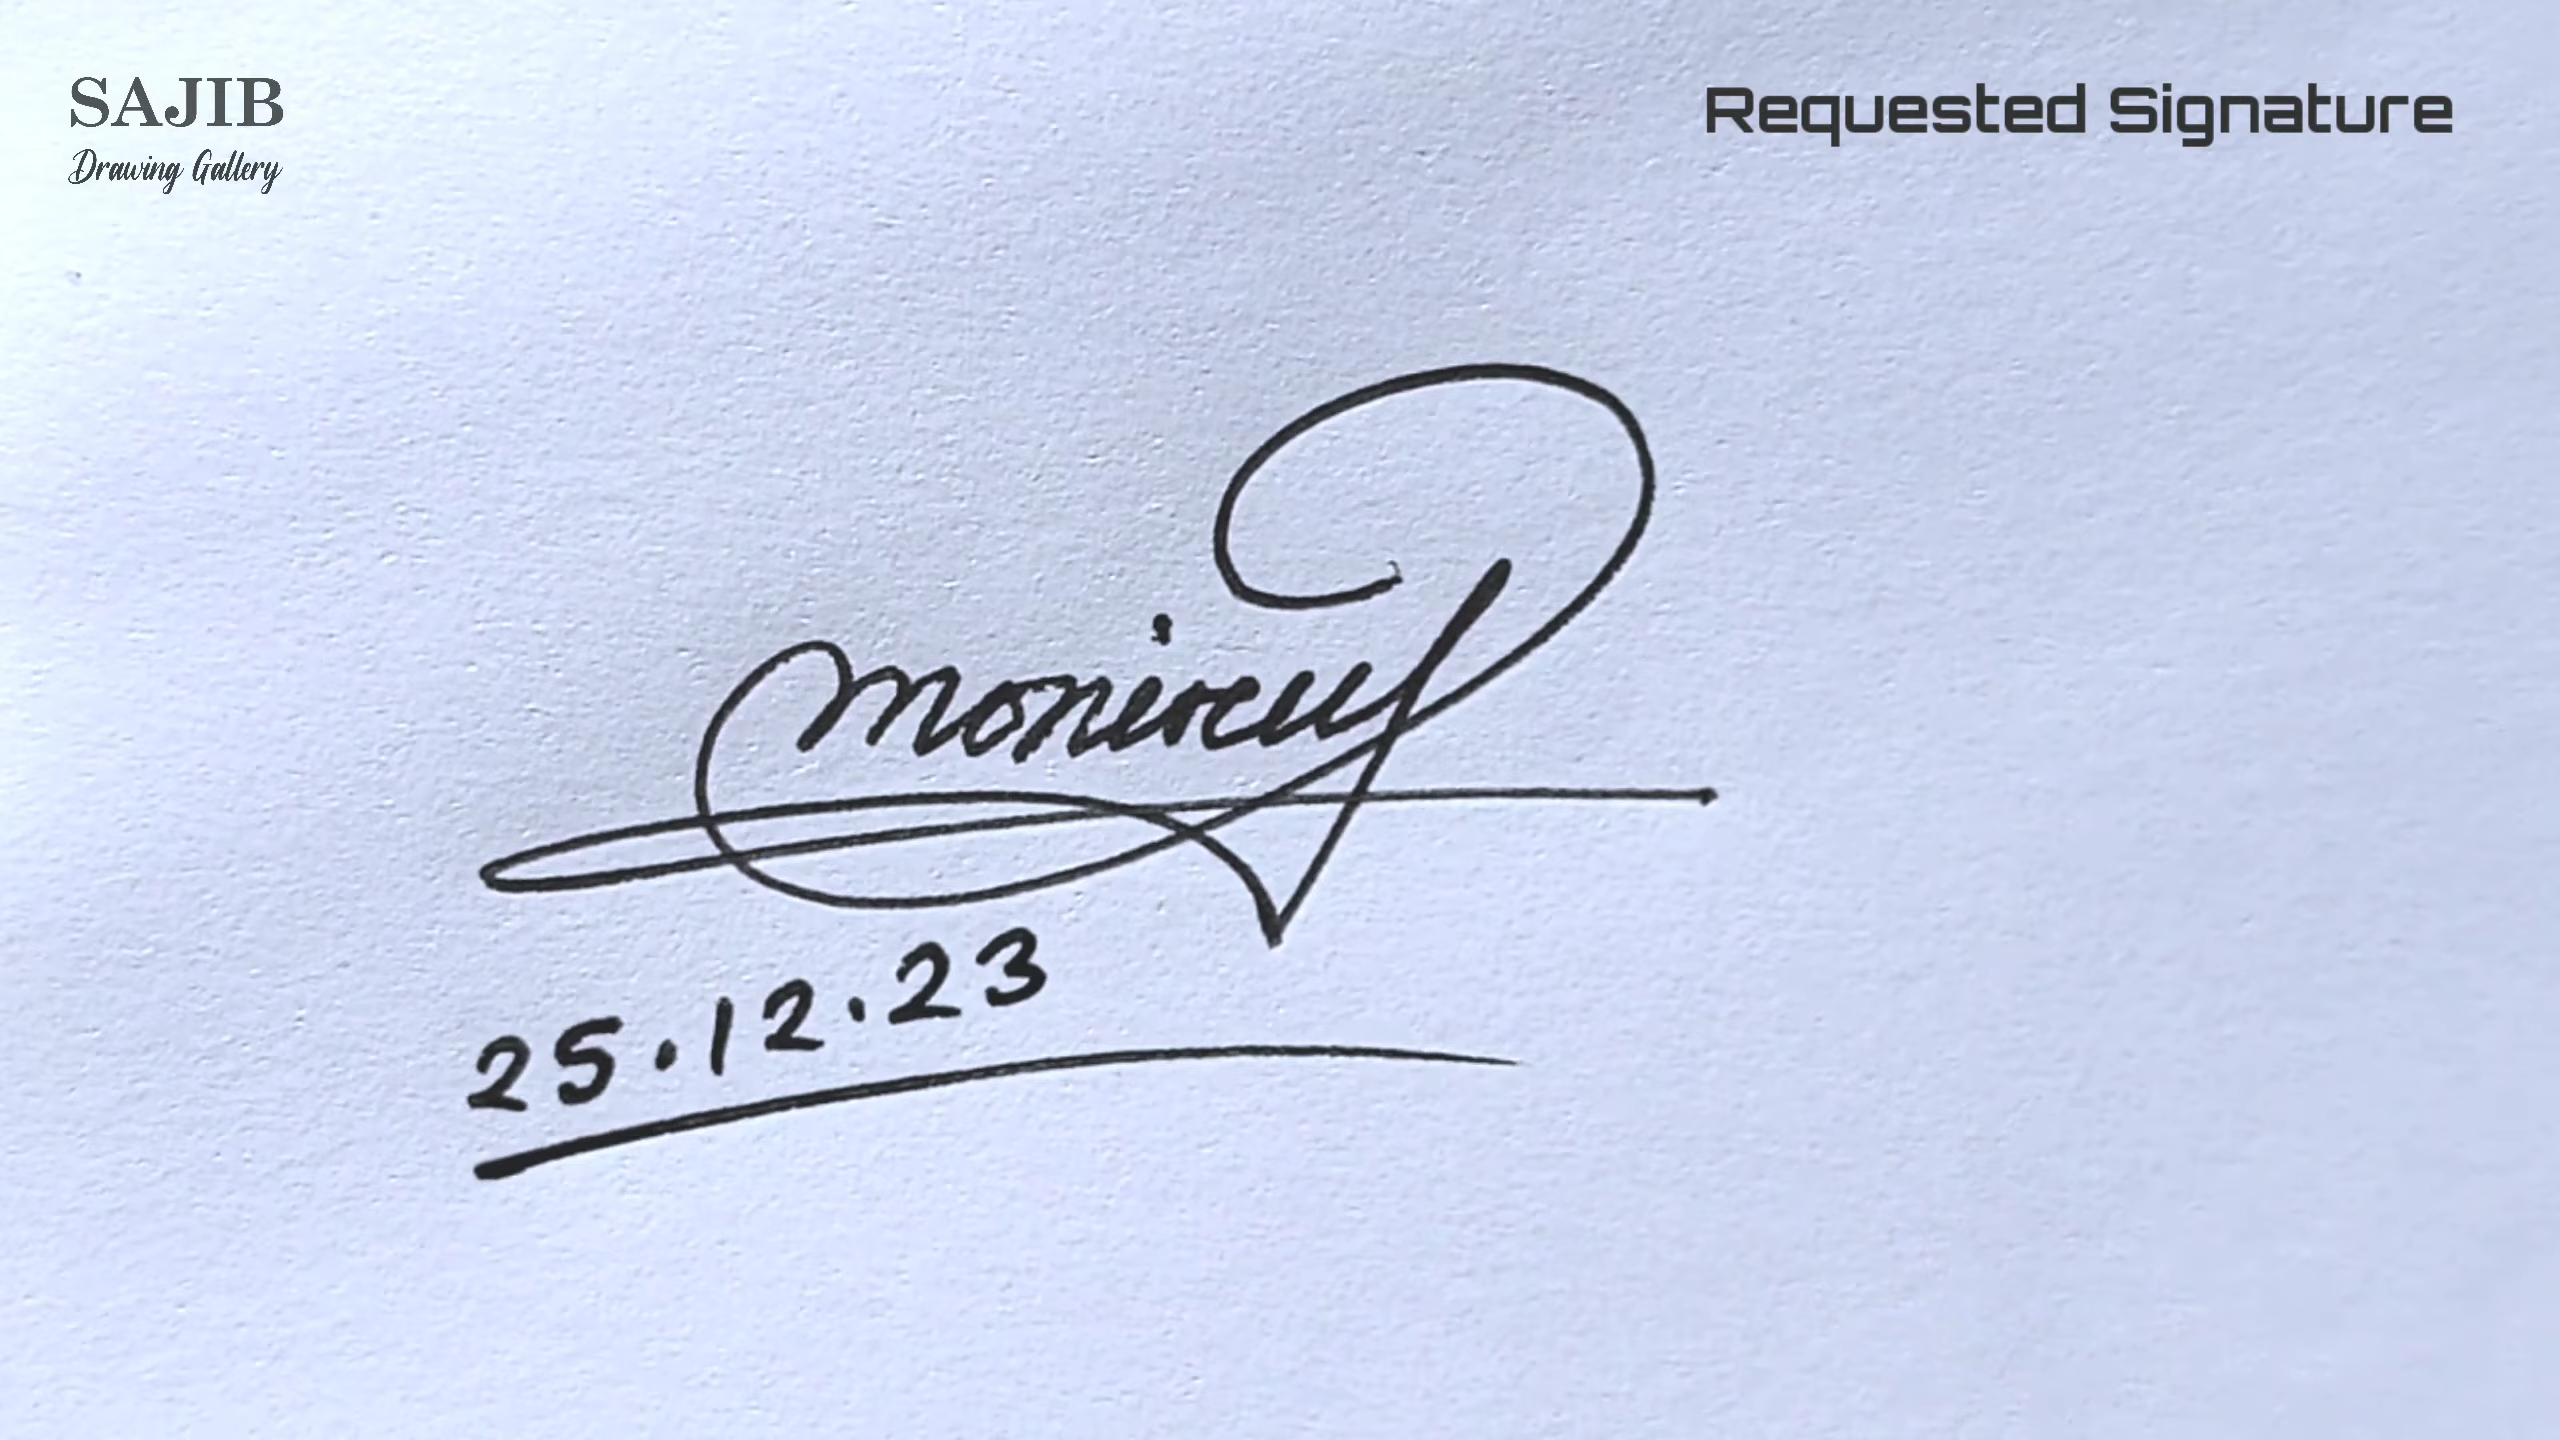 SAJIB
Drawing Gallery
Requested Signature
Monirul
25.12.23